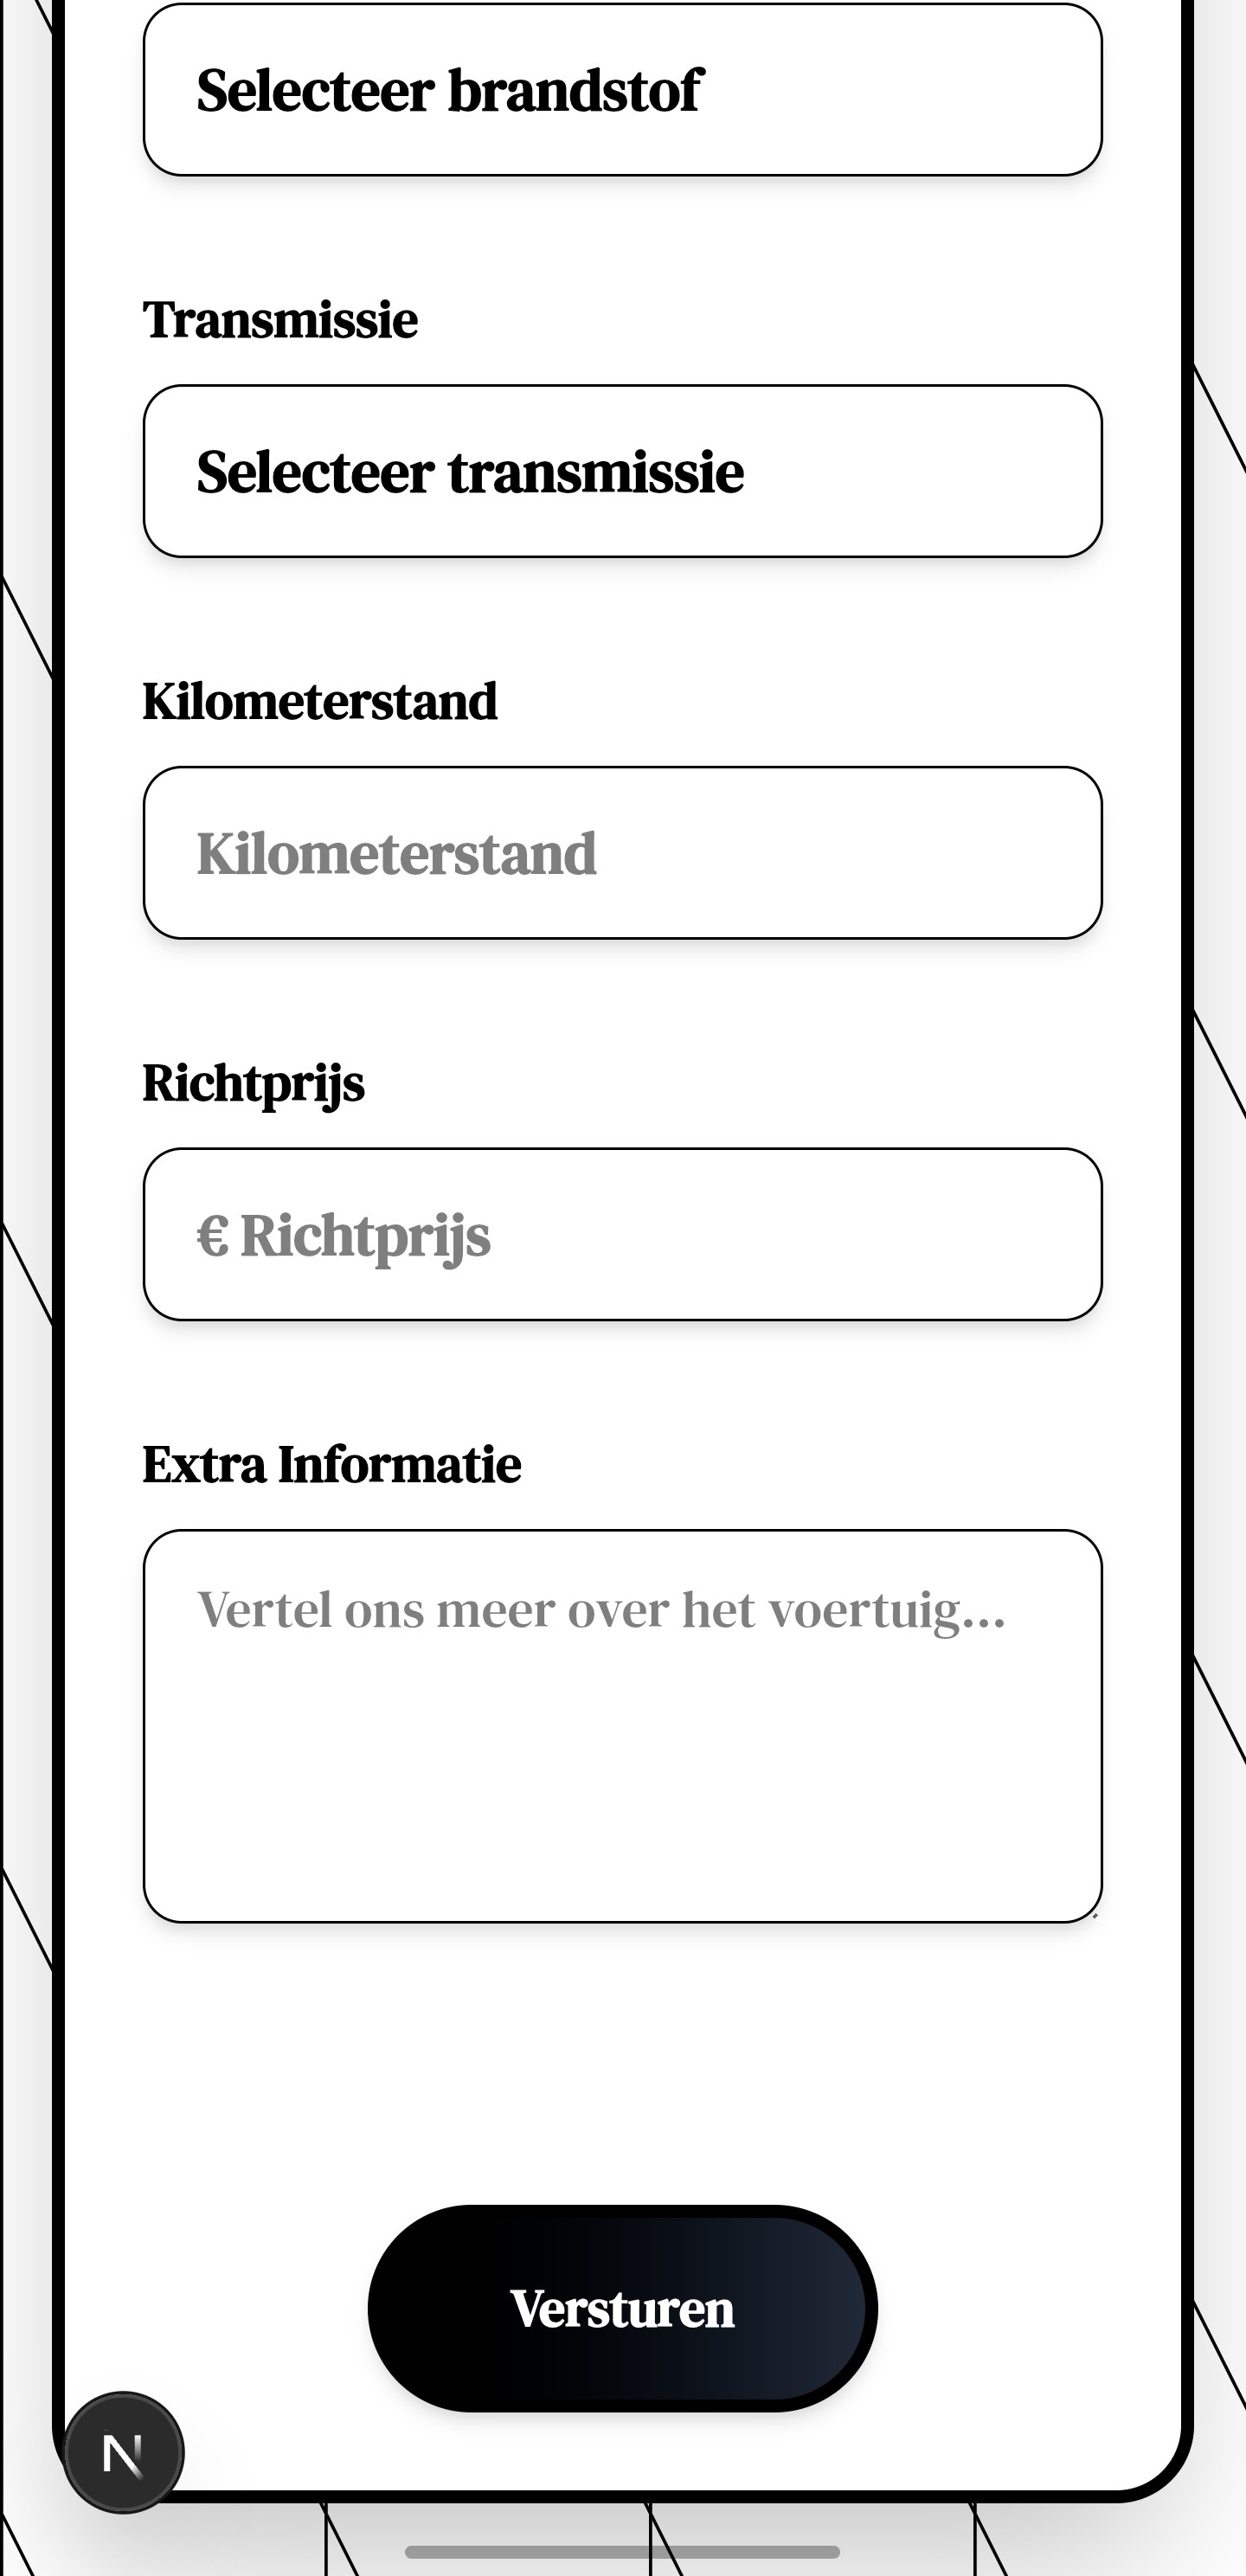 Selecteer brandstof
Transmissie
Selecteer transmissie
Kilometerstand
Kilometerstand
Richtprijs
€ Richtprijs
Extra Informatie
Vertel ons meer over het voertuig...
Versturen
N